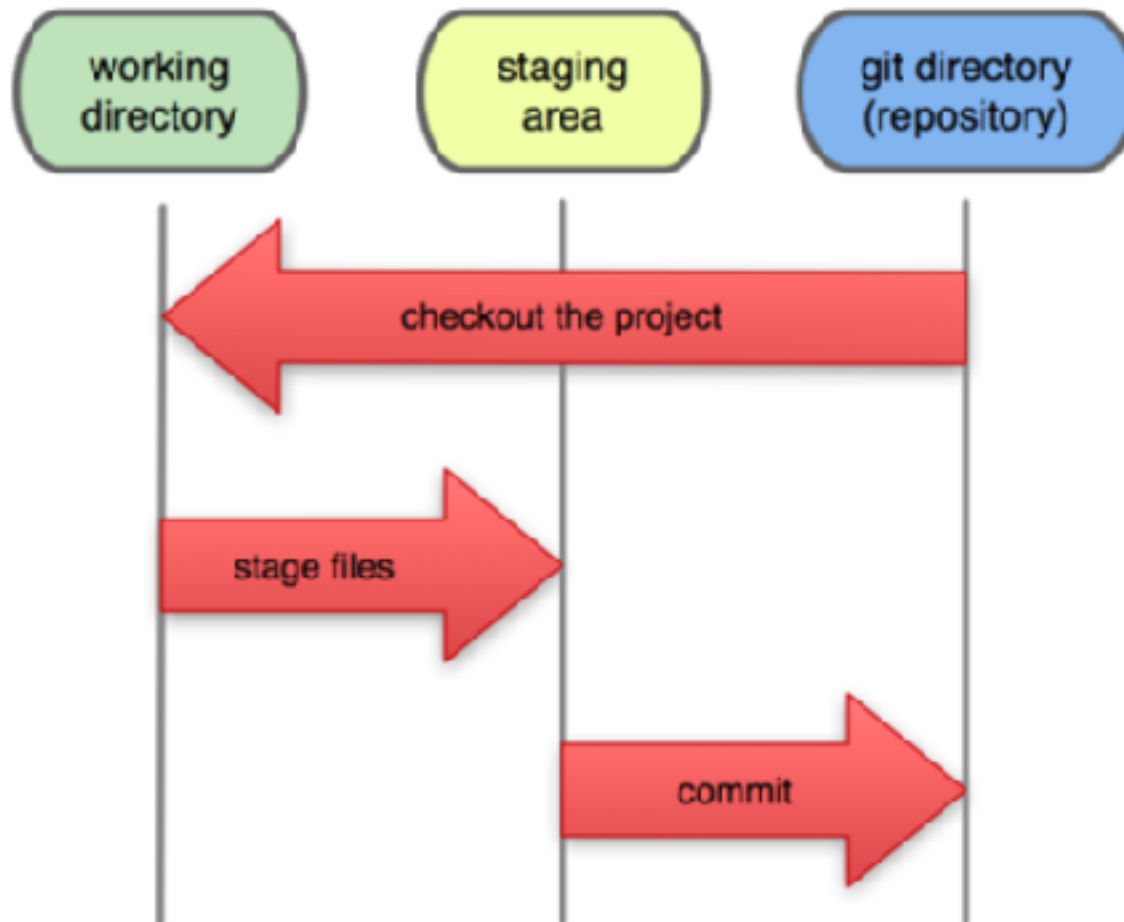 working
directory
staging
area
git directory
(repository)
checkout the project
stage files
commit